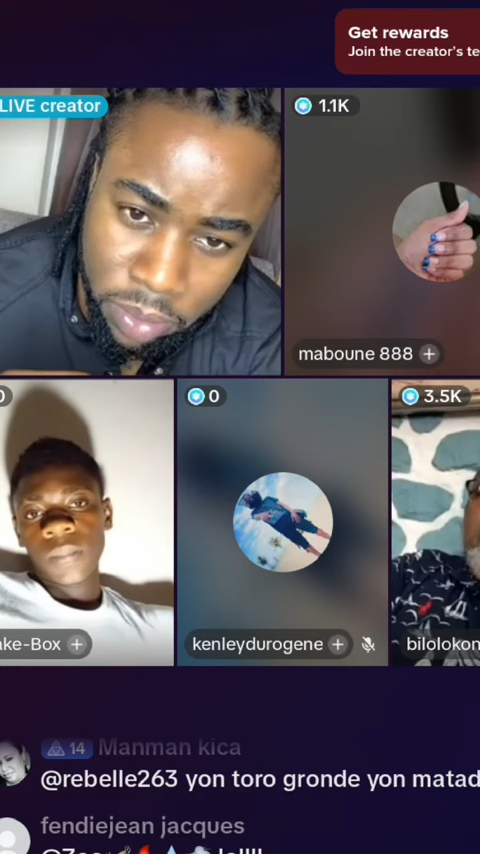 Get rewards
Join the creator's te
LIVE creator
1.1K
maboune 888 +
0
3.5K
ake-Box +
kenleydurogene +
bilolokon
14 Manman kica
@rebelle263 yon toro gronde yon matad
fendiejean jacques